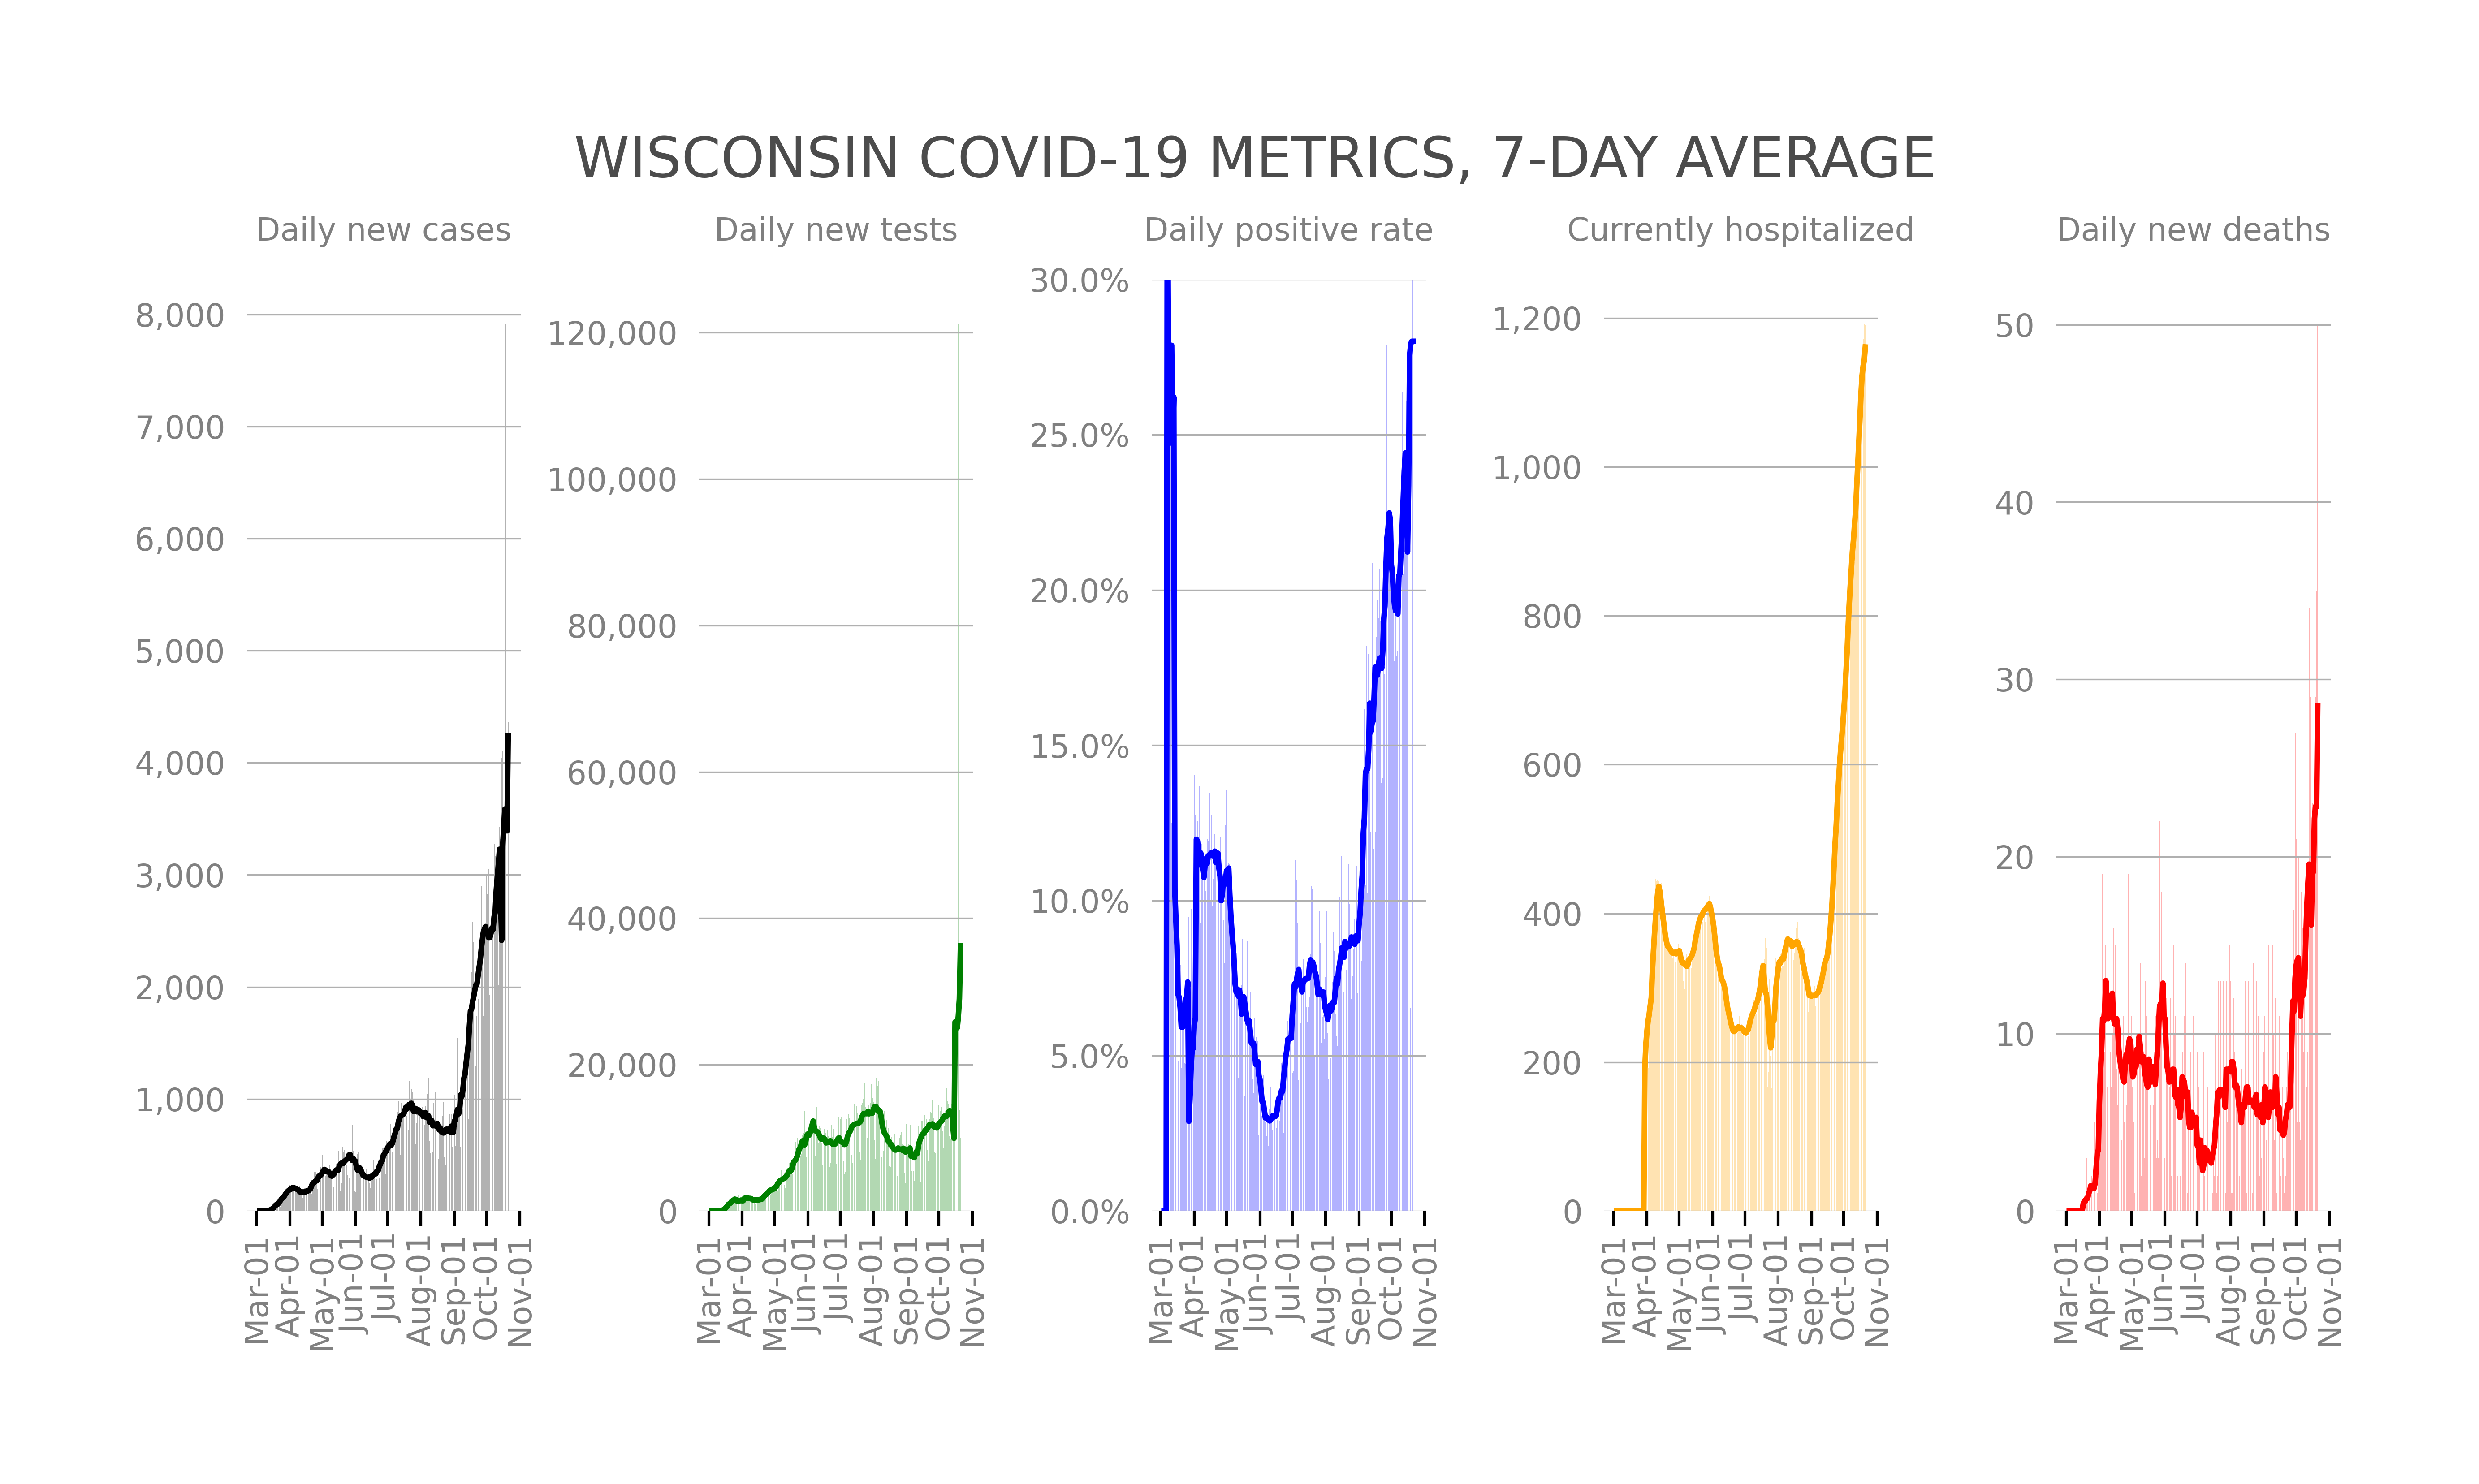 WISCONSIN COVID-19 METRICS, 7-DAY AVERAGE
Daily new cases
8,000
7,000
6,000
5,000
4,000
3,000
2,000
1,000
0
Mar-01
Apr-01
May-01
Jun-01
Jul-01
Aug-01
Sep-01
Oct-01
Nov-01
Daily new tests
120,000
100,000
80,000
60,000
40,000
20,000
0
Mar-01
Apr-01
May-01
Jun-01
Jul-01
Aug-01
Sep-01
Oct-01
Nov-01
Daily positive rate
30.0%
25.0%
20.0%
15.0%
10.0%
5.0%
0.0%
Mar-01
Apr-01
May-01
Jun-01
Jul-01
Aug-01
Sep-01
Oct-01
Nov-01
Currently hospitalized
1,200
1,000
800
600
400
200
0
Mar-01
Apr-01
May-01
Jun-01
Jul-01
Aug-01
Sep-01
Oct-01
Nov-01
Daily new deaths
50
40
30
20
10
0
Mar-01
Apr-01
May-01
Jun-01
Jul-01
Aug-01
Sep-01
Oct-01
Nov-01